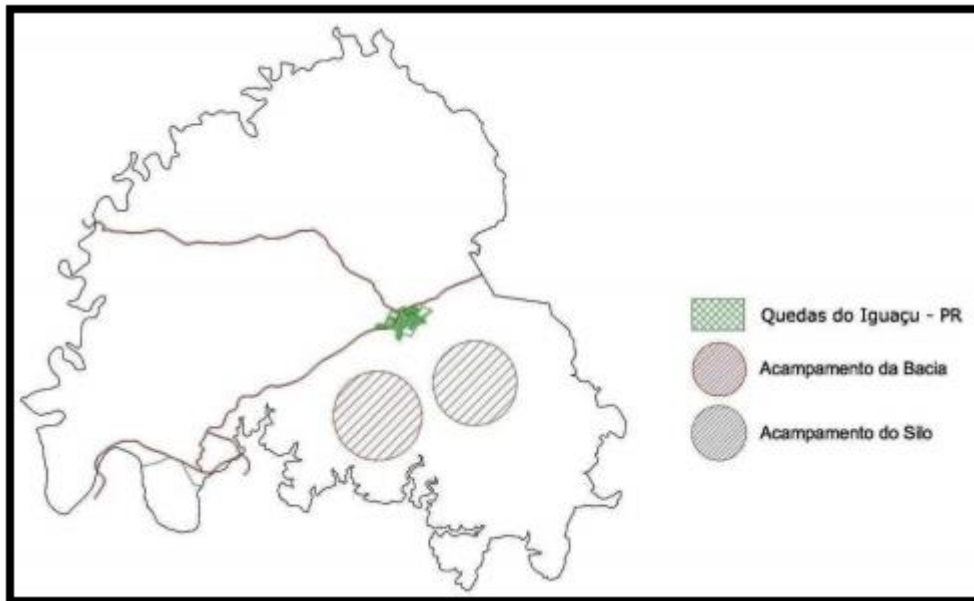 Quedas do Iguaçu - PR
Acampamento da Bacia
Acampamento do Silo